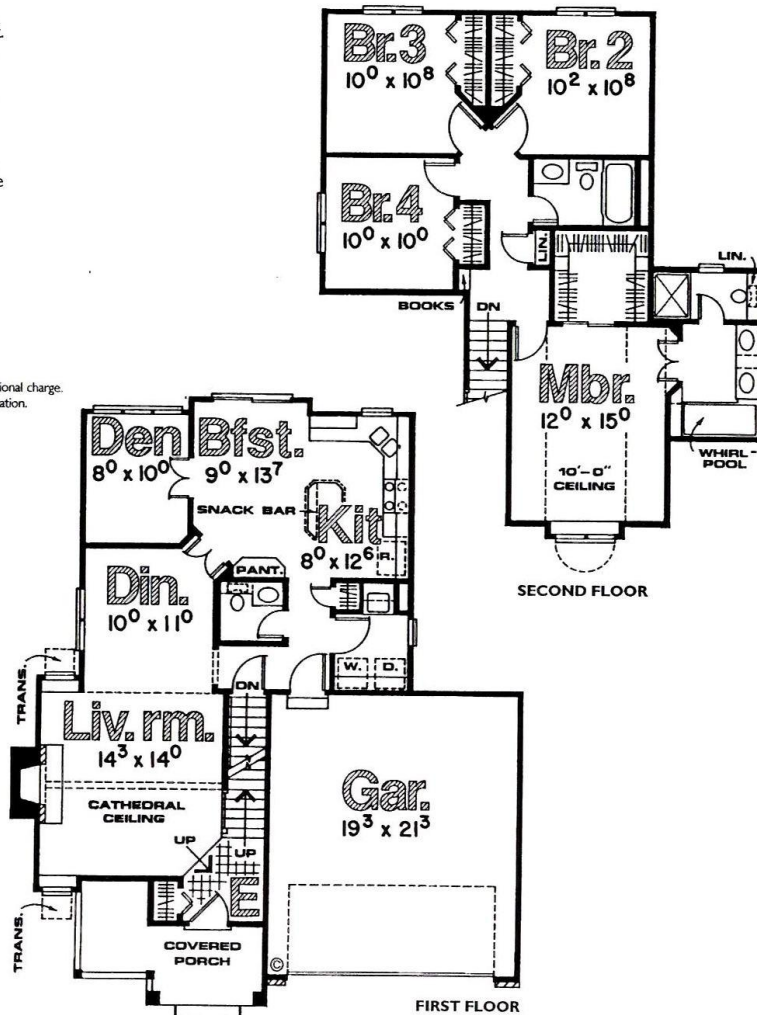 e
ional charge.
ation.
Br.3
10⁰ x 10⁸
Br.2
10² x 10⁸
Br.4
10⁰ x 10⁰
BOOKS
DN
LIN.
LIN.
Mbr.
12⁰ x 15⁰
10'-0"
CEILING
WHIRL-
POOL
SECOND FLOOR
Den
8⁰ x 10⁰
Bfst.
9⁰ x 13⁷
SNACK BAR
Kit
8⁰ x 12⁶
R.
PANT.
Din.
10⁰ x 11⁰
W. D.
TRANS.
DN
Liv. rm.
14³ x 14⁰
CATHEDRAL
CEILING
UP
UP
E
Gar.
19³ x 21³
TRANS.
COVERED
PORCH
©
FIRST FLOOR